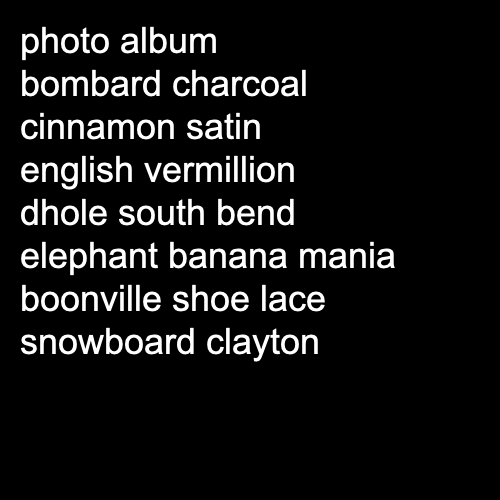 photo album
bombard charcoal
cinnamon satin
english vermillion
dhole south bend
elephant banana mania
boonville shoe lace
snowboard clayton